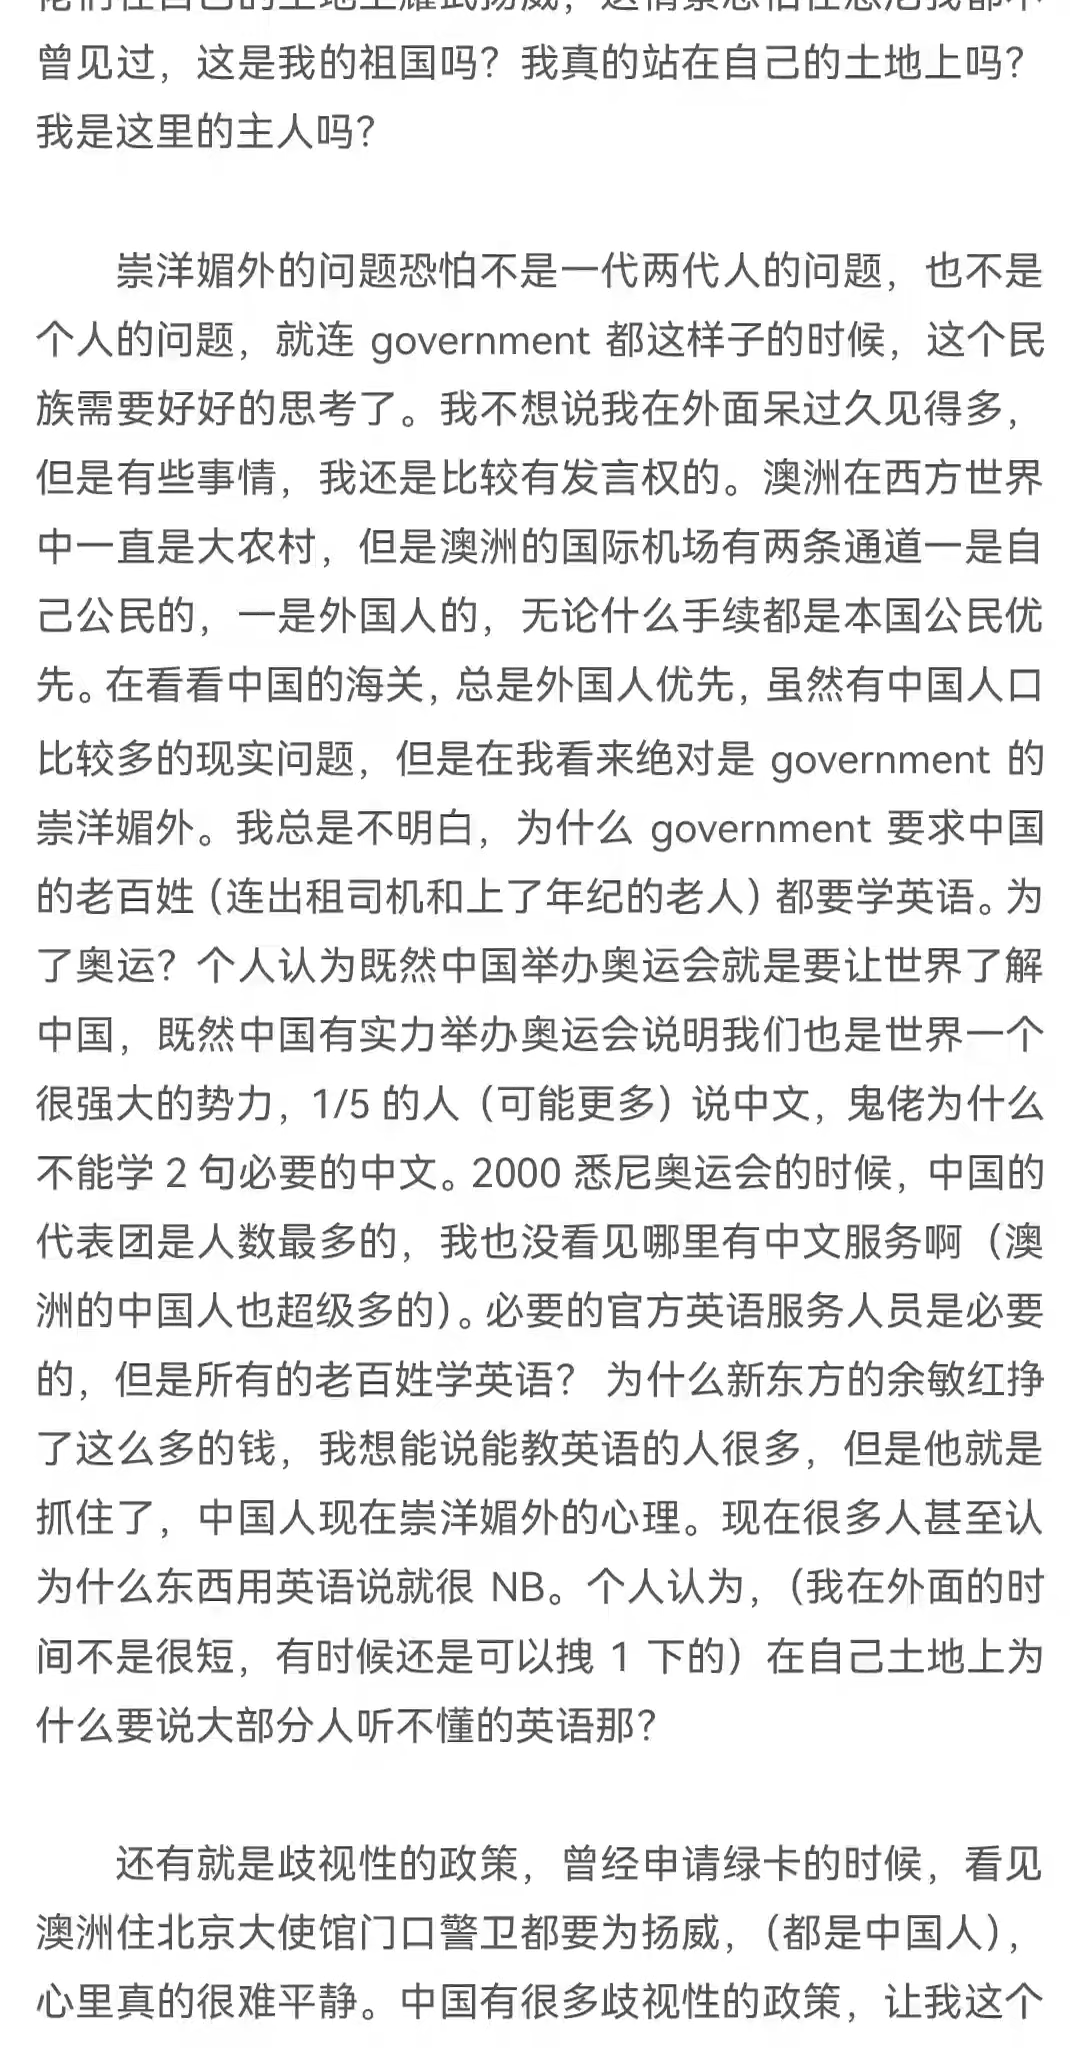 曾见过，这是我的祖国吗？我真的站在自己的土地上吗？
我是这里的主人吗？
崇洋媚外的问题恐怕不是一代两代人的问题，也不是
个人的问题，就连 government 都这样子的时候，这个民
族需要好好的思考了。我不想说我在外面呆过久见得多，
但是有些事情，我还是比较有发言权的。澳洲在西方世界
中一直是大农村，但是澳洲的国际机场有两条通道一是自
己公民的，一是外国人的，无论什么手续都是本国公民优
先。在看看中国的海关，总是外国人优先，虽然有中国人口
比较多的现实问题，但是在我看来绝对是 government 的
崇洋媚外。我总是不明白，为什么 government 要求中国
的老百姓（连出租司机和上了年纪的老人）都要学英语。为
了奥运？个人认为既然中国举办奥运会就是要让世界了解
中国，既然中国有实力举办奥运会说明我们也是世界一个
很强大的势力，1/5 的人（可能更多）说中文，鬼佬为什么
不能学 2 句必要的中文。2000 悉尼奥运会的时候，中国的
代表团是人数最多的，我也没看见哪里有中文服务啊（澳
洲的中国人也超级多的）。必要的官方英语服务人员是必要
的，但是所有的老百姓学英语？ 为什么新东方的余敏红挣
了这么多的钱，我想能说能教英语的人很多，但是他就是
抓住了，中国人现在崇洋媚外的心理。现在很多人甚至认
为什么东西用英语说就很 NB。个人认为，（我在外面的时
间不是很短，有时候还是可以拽 1 下的）在自己土地上为
什么要说大部分人听不懂的英语那？
还有就是歧视性的政策，曾经申请绿卡的时候，看见
澳洲住北京大使馆门口警卫都要为扬威，（都是中国人），
心里真的很难平静。中国有很多歧视性的政策，让我这个